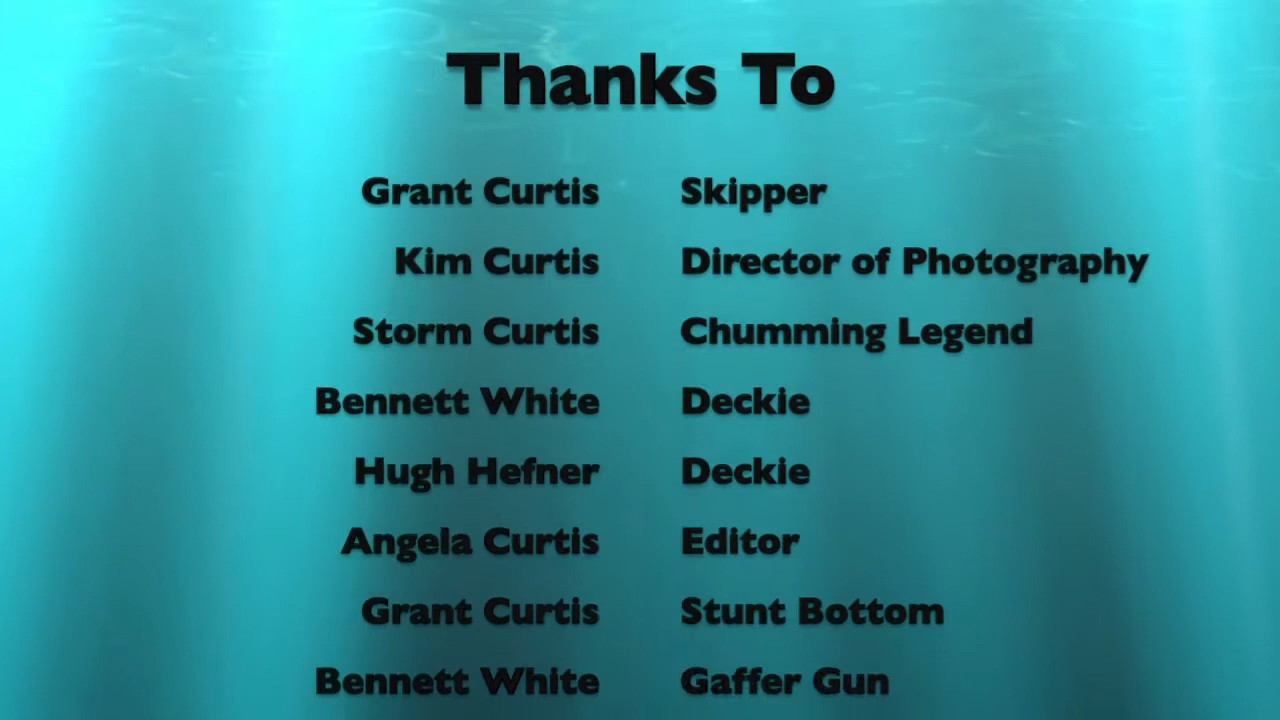 Thanks To
Grant Curtis Skipper
Kim Curtis Director of Photography
Storm Curtis Chumming Legend
Bennett White Deckie
Hugh Hefner Deckie
Angela Curtis Editor
Grant Curtis Stunt Bottom
Bennett White Gaffer Gun